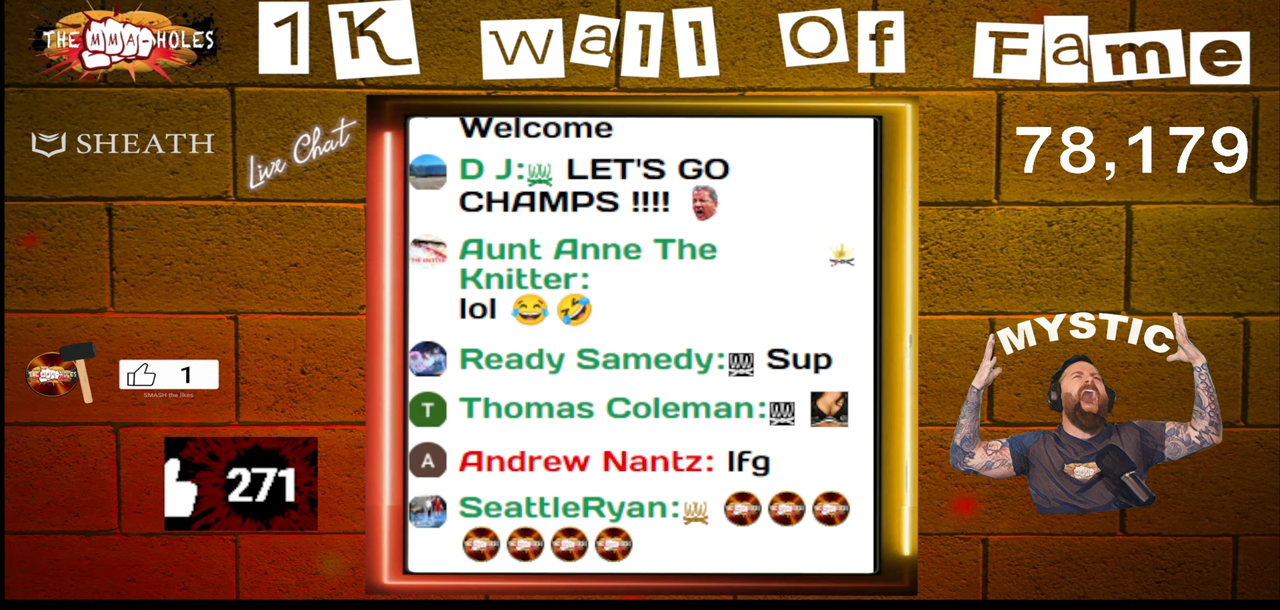 THE MMA-HOLES
1K Wall Of Fame
SHEATH
Live Chat
78,179
Welcome
D J: LET'S GO
CHAMPS !!!!
Aunt Anne The
Knitter:
lol 😂 🤣
Ready Samedy: Sup
T Thomas Coleman:
A Andrew Nantz: lfg
SeattleRyan:
MYSTIC
1
SMASH the likes
271